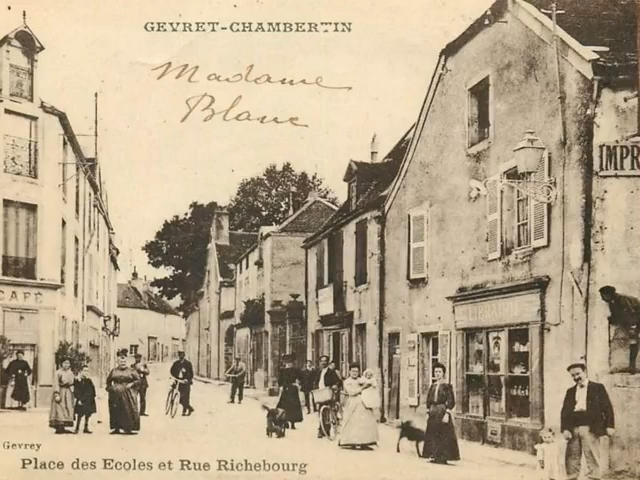 GEVRET-CHAMBERTIN
Madame
Blanc
IMPR
CAFÉ
LIBRAIRIE
Gevrey
Place des Ecoles et Rue Richebourg